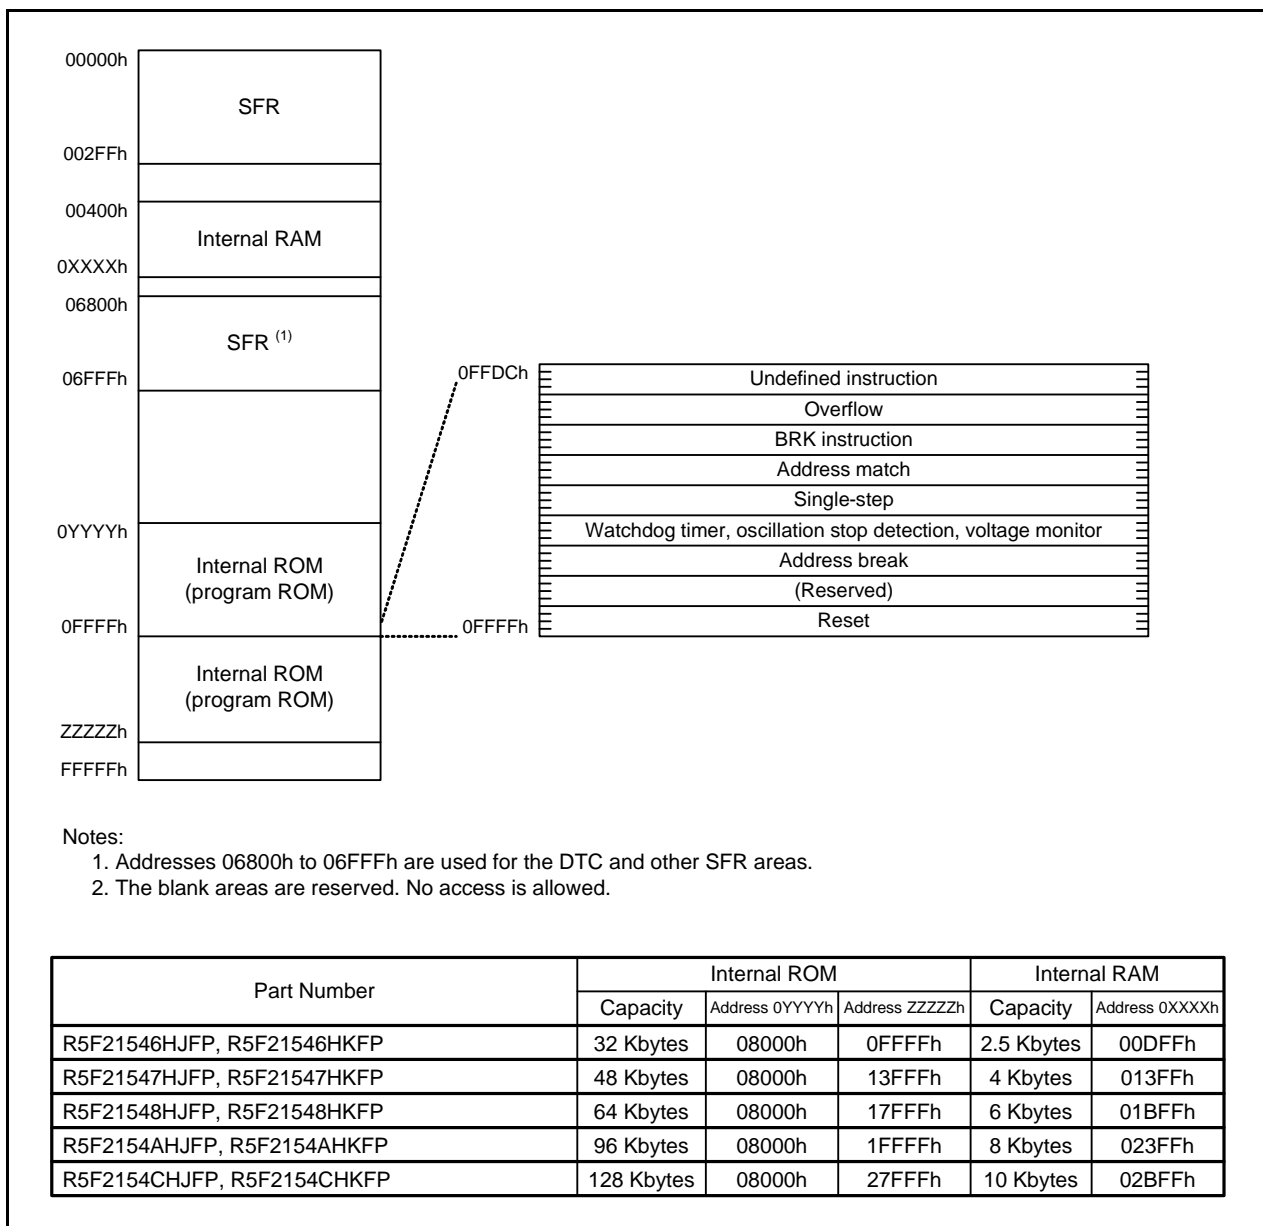 00000h
SFR
002FFh
00400h
Internal RAM
0XXXXh
06800h
SFR (1)
06FFFh
0YYYYh
Internal ROM
(program ROM)
0FFFFh
Internal ROM
(program ROM)
ZZZZZh
FFFFFh
0FFDCh
Undefined instruction
Overflow
BRK instruction
Address match
Single-step
Watchdog timer, oscillation stop detection, voltage monitor
Address break
(Reserved)
Reset
0FFFFh
Notes:
1. Addresses 06800h to 06FFFh are used for the DTC and other SFR areas.
2. The blank areas are reserved. No access is allowed.
Part Number Internal ROM Internal RAM
Capacity Address 0YYYYh Address ZZZZZh Capacity Address 0XXXXh
R5F21546HJFP, R5F21546HKFP 32 Kbytes 08000h 0FFFFh 2.5 Kbytes 00DFFh
R5F21547HJFP, R5F21547HKFP 48 Kbytes 08000h 13FFFh 4 Kbytes 013FFh
R5F21548HJFP, R5F21548HKFP 64 Kbytes 08000h 17FFFh 6 Kbytes 01BFFh
R5F2154AHJFP, R5F2154AHKFP 96 Kbytes 08000h 1FFFFh 8 Kbytes 023FFh
R5F2154CHJFP, R5F2154CHKFP 128 Kbytes 08000h 27FFFh 10 Kbytes 02BFFh